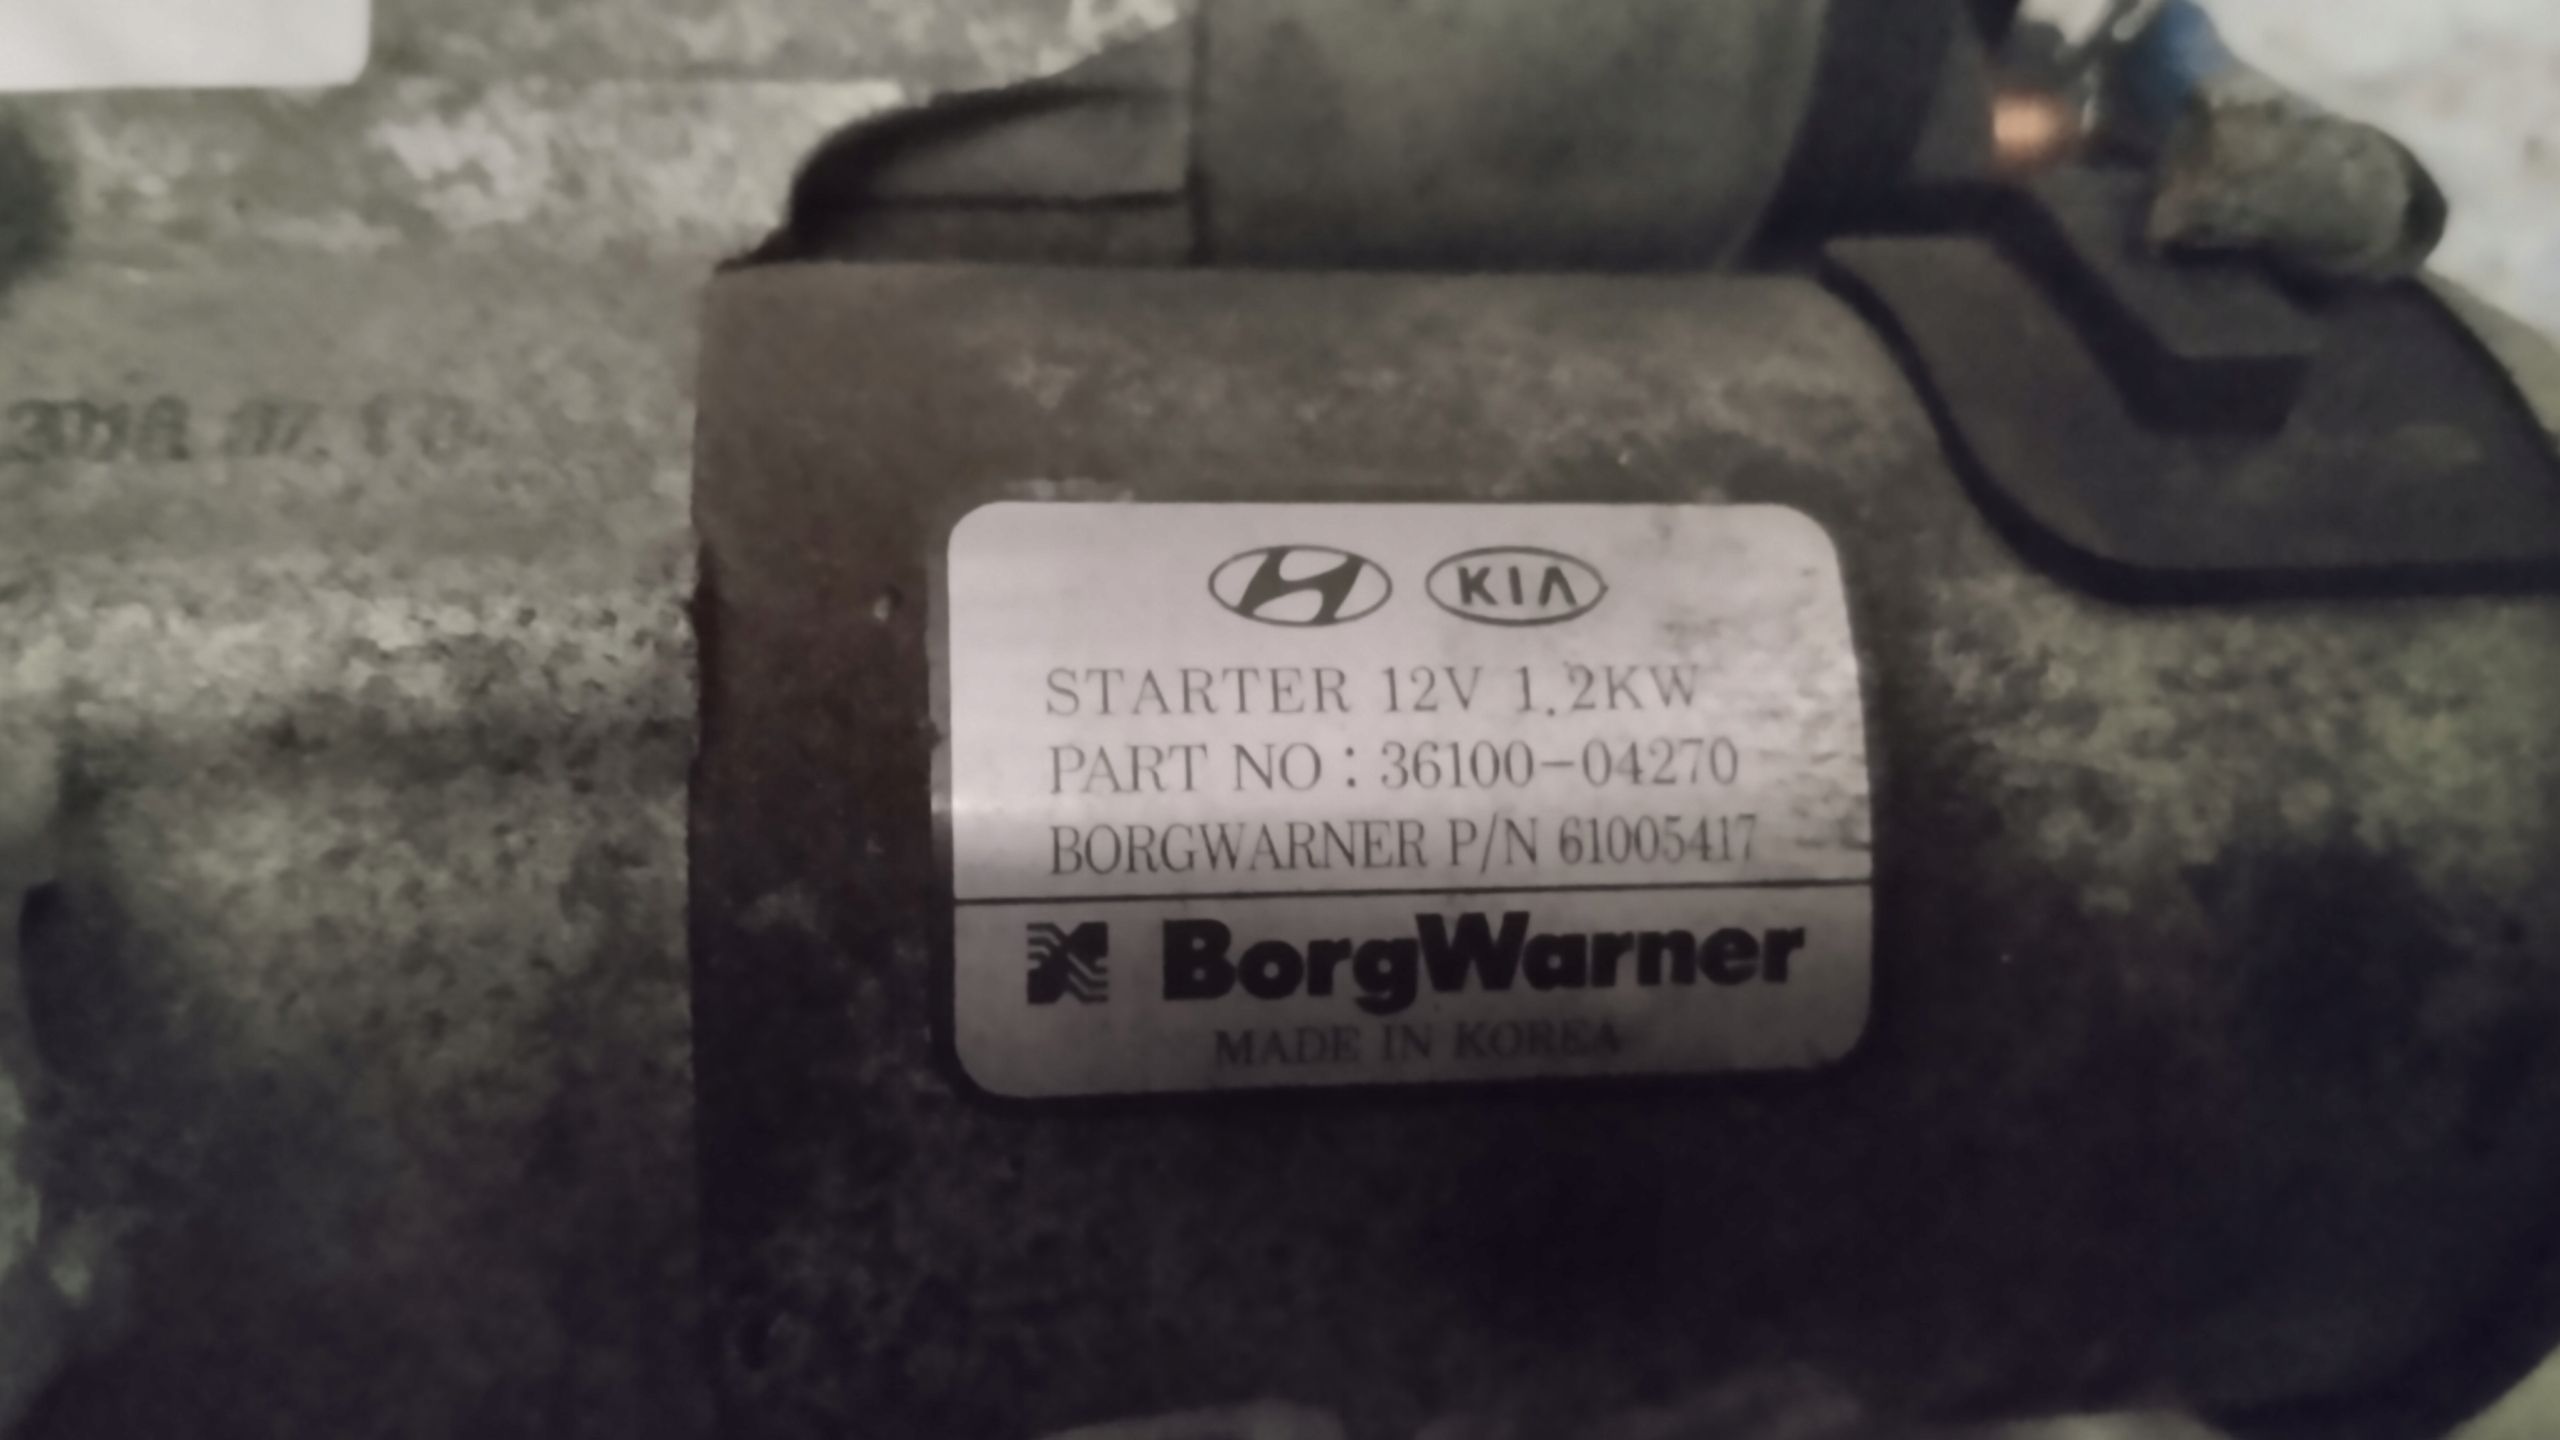 KIA
STARTER 12V 1.2KW
PART NO : 36100-04270
BORGWARNER P/N 61005417
BorgWarner
MADE IN KOREA